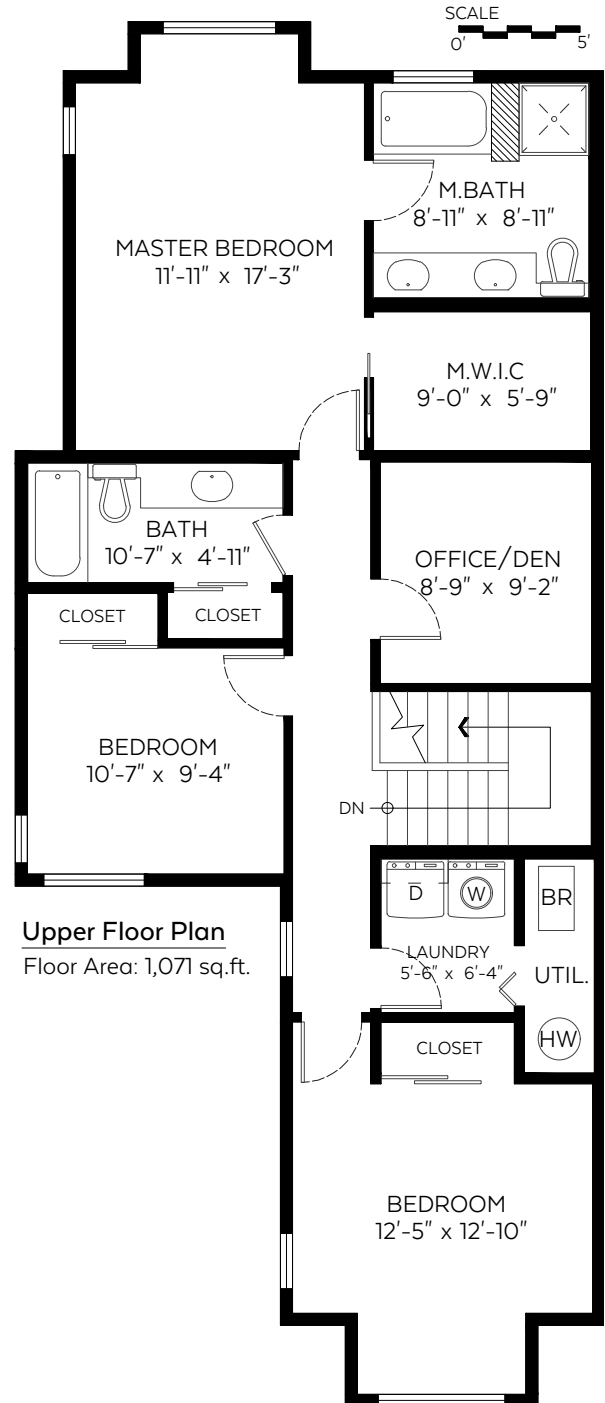 SCALE
0' 5'
M.BATH
8'-11" x 8'-11"
MASTER BEDROOM
11'-11" x 17'-3"
M.W.I.C
9'-0" x 5'-9"
BATH
10'-7" x 4'-11"
OFFICE/DEN
8'-9" x 9'-2"
CLOSET
CLOSET
BEDROOM
10'-7" x 9'-4"
DN
D
W
BR
Upper Floor Plan
Floor Area: 1,071 sq.ft.
LAUNDRY
5'-6" x 6'-4"
UTIL.
HW
CLOSET
BEDROOM
12'-5" x 12'-10"